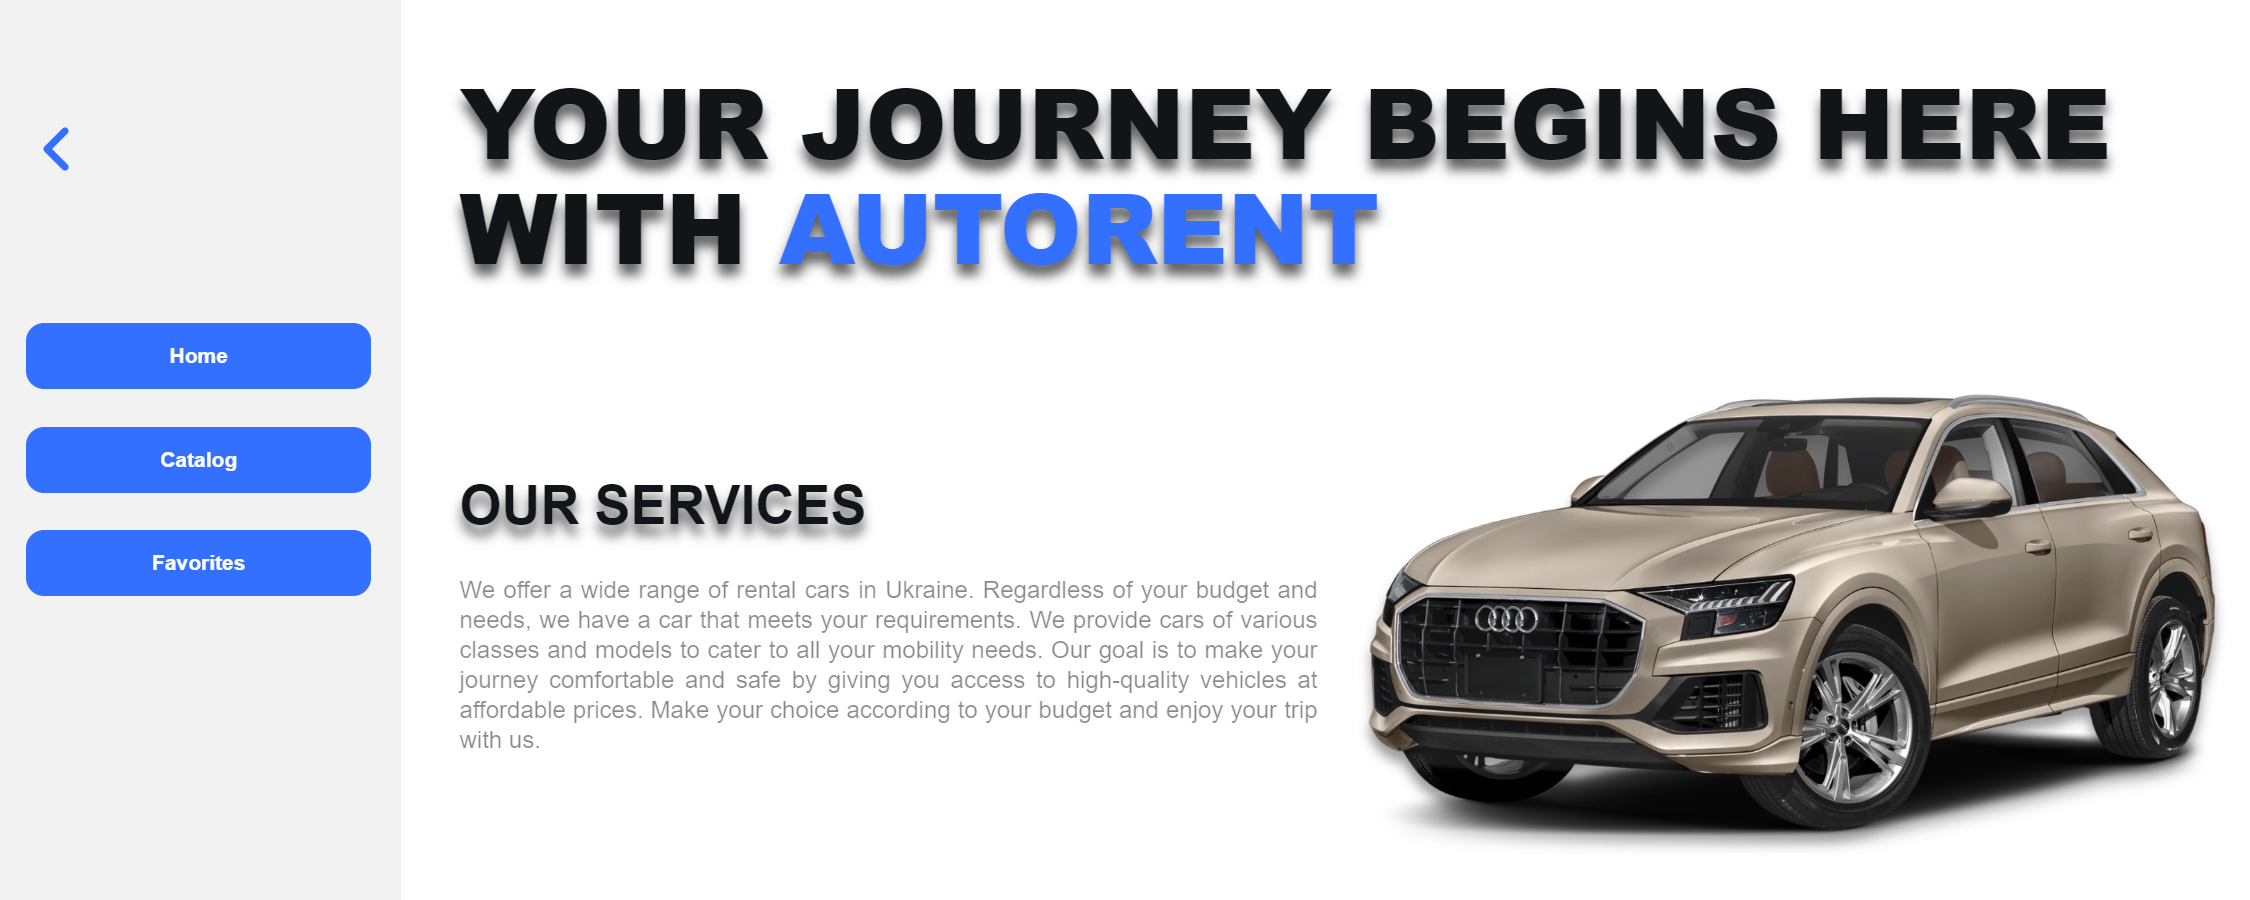 YOUR JOURNEY BEGINS HERE
WITH AUTORENT
Home
Catalog
Favorites
OUR SERVICES
We offer a wide range of rental cars in Ukraine. Regardless of your budget and
needs, we have a car that meets your requirements. We provide cars of various
classes and models to cater to all your mobility needs. Our goal is to make your
journey comfortable and safe by giving you access to high-quality vehicles at
affordable prices. Make your choice according to your budget and enjoy your trip
with us.